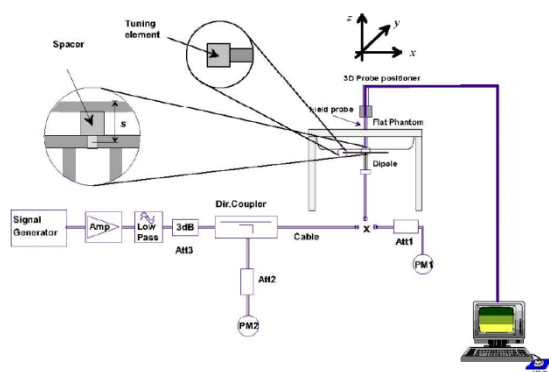 Tuning
element
Spacer
s
z
y
x
3D Probe positioner
Field probe
Flat Phantom
Dipole
Dir.Coupler
Signal
Generator
Amp
Low
Pass
3dB
Att3
Cable
x
Att1
PM1
Att2
PM2